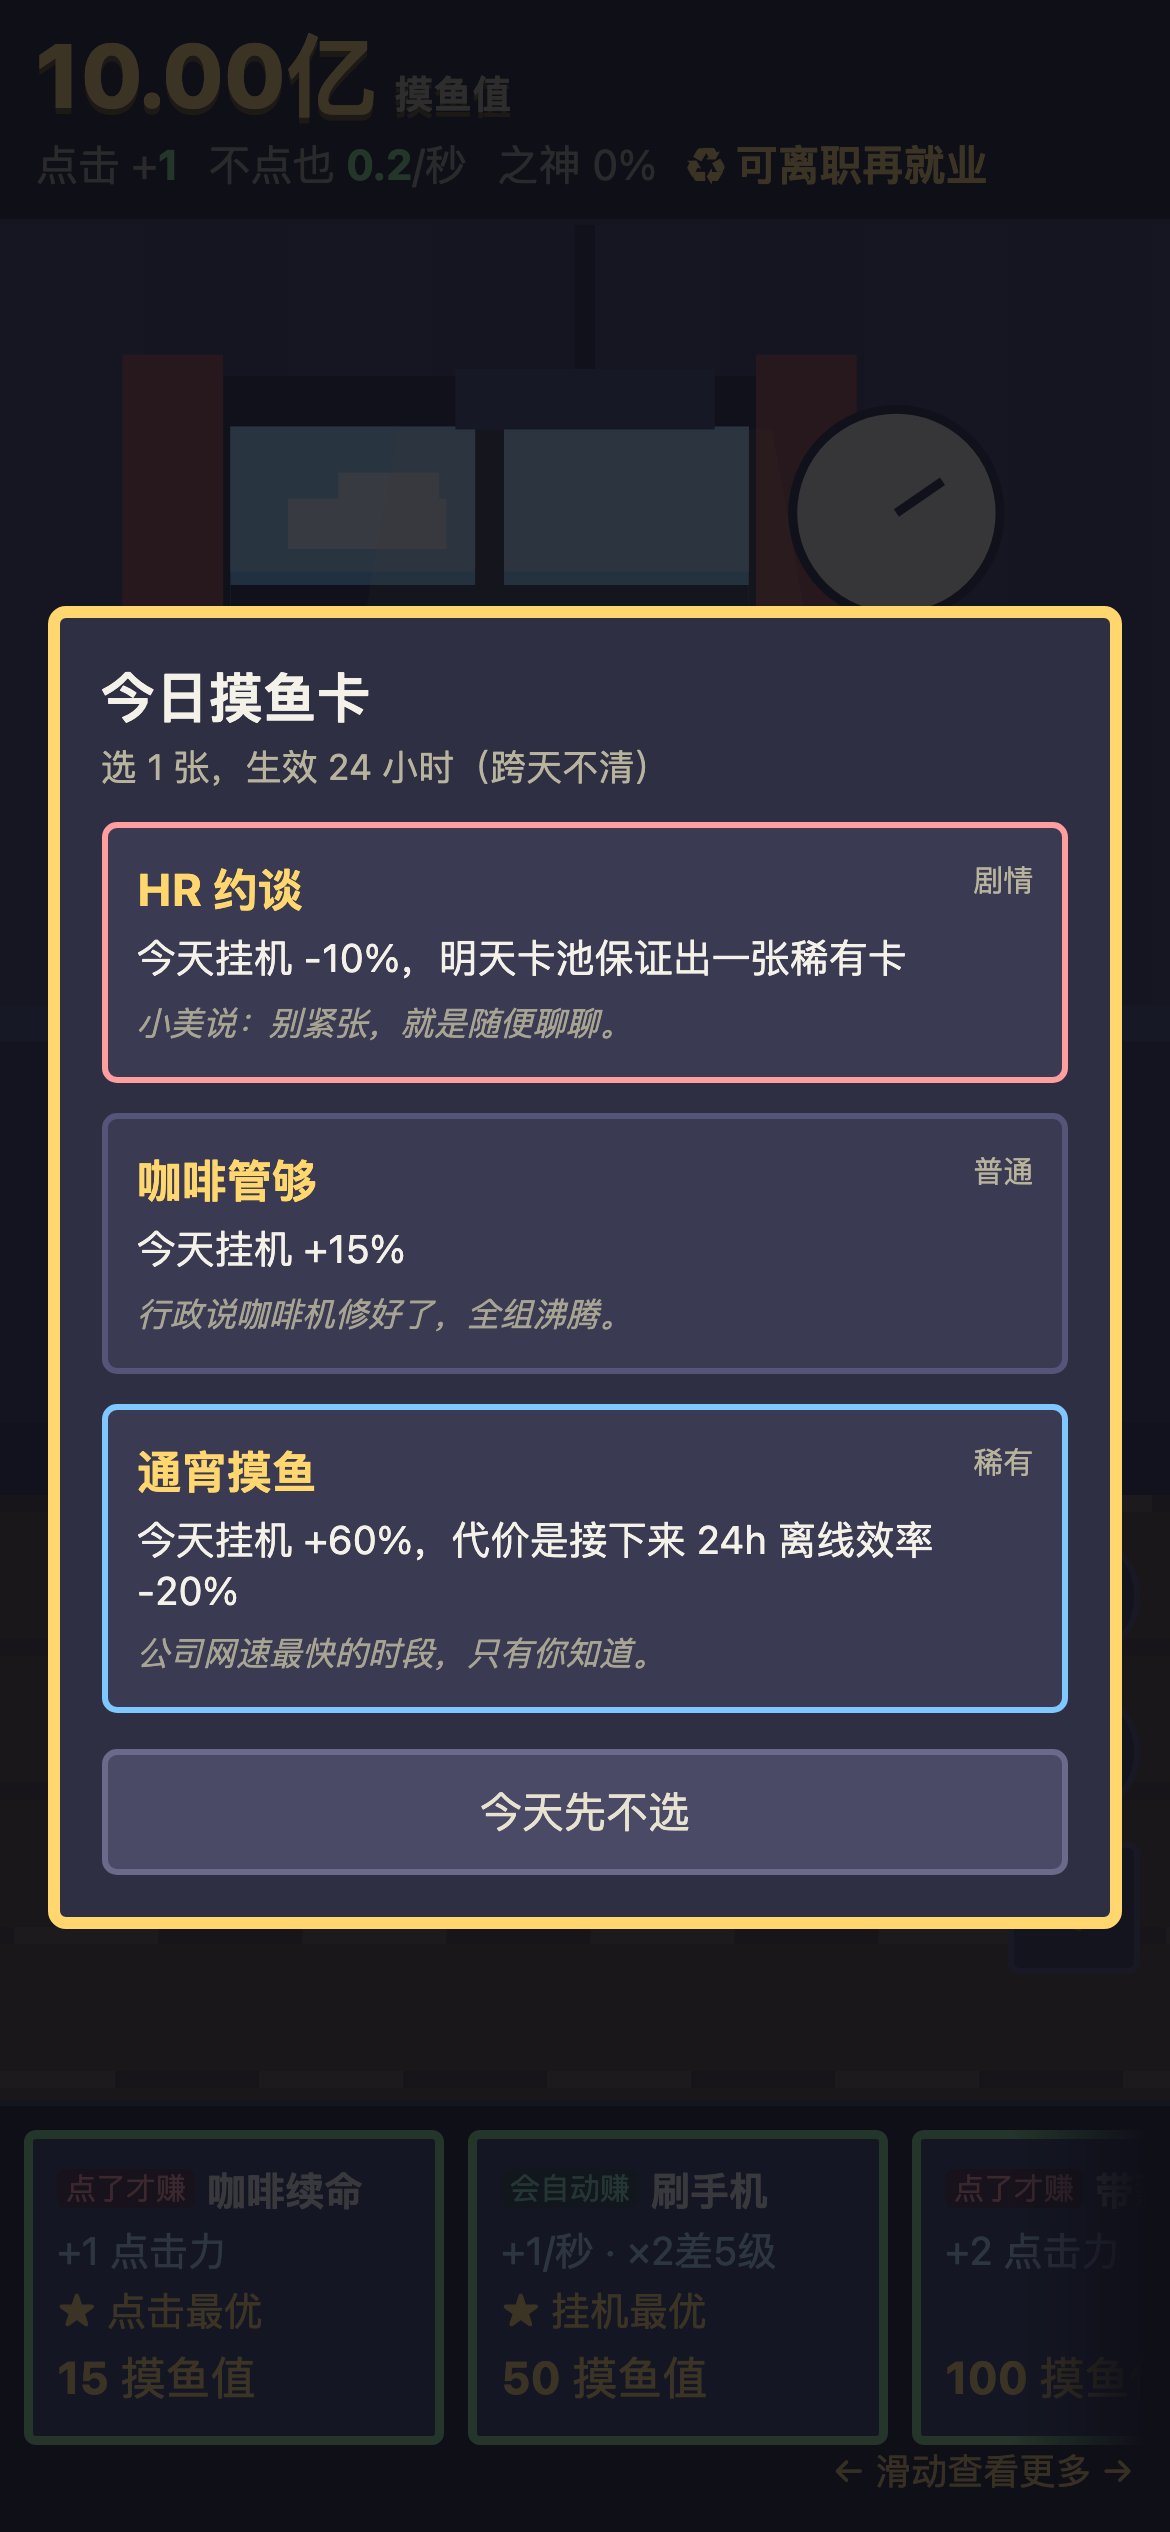 10.00亿 摸鱼值
点击 +1 不点也 0.2/秒 之神 0% ♻ 可离职再就业
今日摸鱼卡
选 1 张，生效 24 小时（跨天不清）
HR 约谈 剧情
今天挂机 -10%，明天卡池保证出一张稀有卡
小美说：别紧张，就是随便聊聊。
咖啡管够 普通
今天挂机 +15%
行政说咖啡机修好了，全组沸腾。
通宵摸鱼 稀有
今天挂机 +60%，代价是接下来 24h 离线效率
-20%
公司网速最快的时段，只有你知道。
今天先不选
点了才赚 咖啡续命
+1 点击力
★ 点击最优
15 摸鱼值
会自动赚 刷手机
+1/秒 · ×2差5级
★ 挂机最优
50 摸鱼值
点了才赚 带
+2 点击力
100 摸鱼
← 滑动查看更多 →